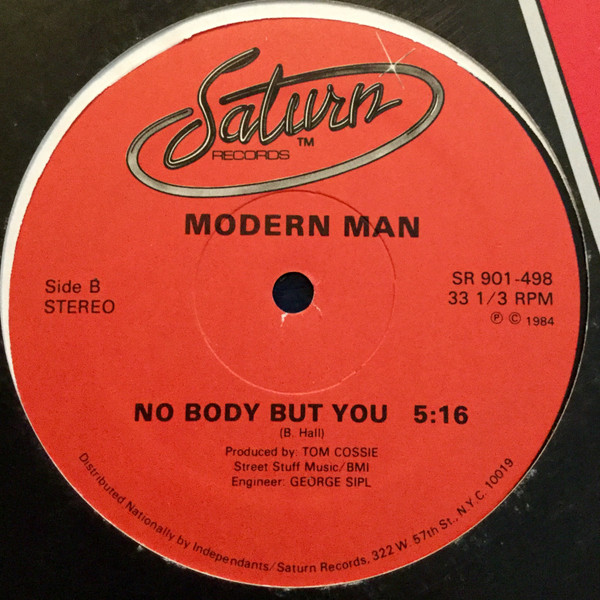 Saturn
TM
RECORDS
MODERN MAN
Side B
STEREO
SR 901-498
33 1/3 RPM
℗ © 1984
NO BODY BUT YOU 5:16
(B. Hall)
Produced by: TOM COSSIE
Street Stuff Music/BMI
Engineer: GEORGE SIPL
Distributed Nationally by Independants/Saturn Records, 322 W. 57th St., N.Y.C. 10019